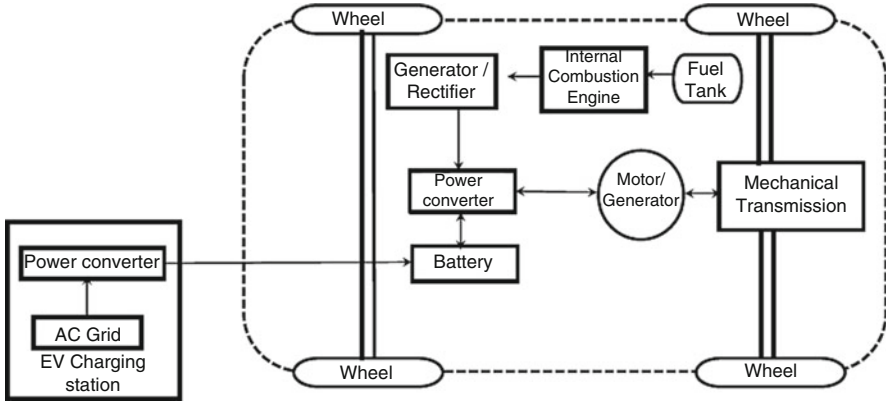 Wheel
Wheel
Generator /
Rectifier
Internal
Combustion
Engine
Fuel
Tank
Power
converter
Motor/
Generator
Mechanical
Transmission
Power converter
Battery
AC Grid
EV Charging
station
Wheel
Wheel